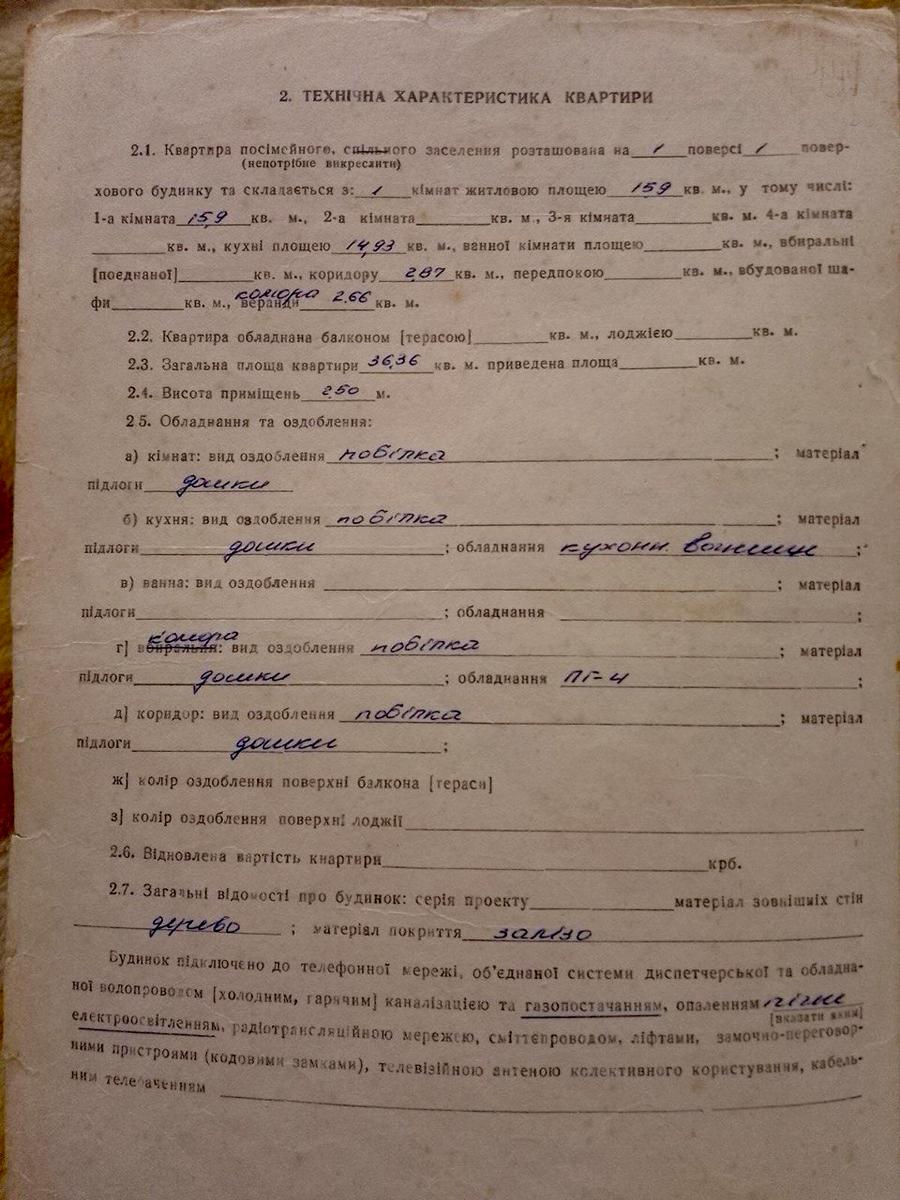 2. ТЕХНІЧНА ХАРАКТЕРИСТИКА КВАРТИРИ
2.1. Квартира посімейного, спільного заселення розташована на 1 поверсі 1 повер-
(непотрібне викреслити)
хового будинку та складається з: 1 кімнат житловою площею 15,9 кв. м., у тому числі:
1-а кімната 15,9 кв. м., 2-а кімната кв. м., 3-я кімната кв. м. 4-а кімната
кв. м., кухні площею 14,93 кв. м., ванної кімнати площею кв. м., вбиральні
[поєднаної] кв. м., коридору 2,87 кв. м., передпокою кв. м., вбудованої ша-
комора
фи кв. м., веранди 2.66 кв. м.
2.2. Квартира обладнана балконом [терасою] кв. м., лоджією кв. м.
2.3. Загальна площа квартири 36,36 кв. м. приведена площа кв. м.
2.4. Висота приміщень 2,50 м.
2.5. Обладнання та оздоблення:
а) кімнат: вид оздоблення побілка ; матеріал
підлоги дошки
б) кухня: вид оздоблення побілка ; матеріал
підлоги дошки ; обладнання кухонн. вогнищ ;
в) ванна: вид оздоблення ; матеріал
підлоги ; обладнання ;
комора
г] вбиральня: вид оздоблення побілка ; матеріал
підлоги дошки ; обладнання ПГ-4 ;
д] коридор: вид оздоблення побілка ; матеріал
підлоги дошки ;
ж] колір оздоблення поверхні балкона [тераси]
з] колір оздоблення поверхні лоджії
2.6. Відновлена вартість квартири крб.
2.7. Загальні відомості про будинок: серія проекту матеріал зовнішніх стін
дерево ; матеріал покриття залізо
Будинок підключено до телефонної мережі, об'єднаної системи диспетчерської та обладна-
ної водопроводом [холодним, гарячим] каналізацією та газопостачанням, опаленням пічне
[вказати яким]
електроосвітленням, радіотрансляційною мережею, сміттєпроводом, ліфтами, замочно-переговор-
ними пристроями (кодовими замками), телевізійною антеною колективного користування, кабель-
ним телебаченням